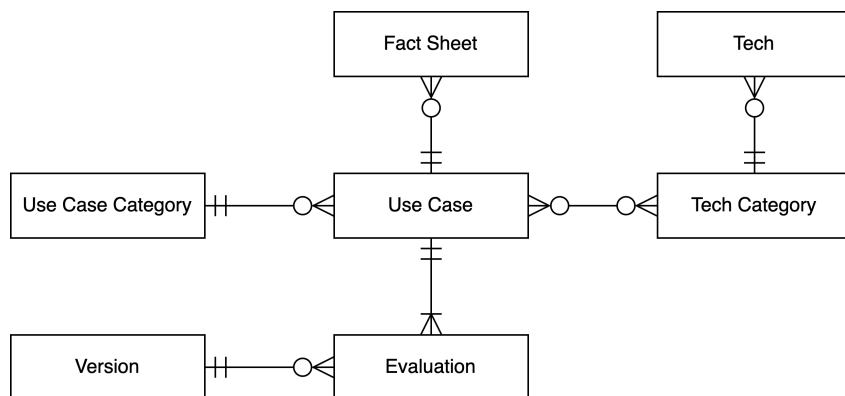 Fact Sheet
Tech
Use Case Category
Use Case
Tech Category
Version
Evaluation